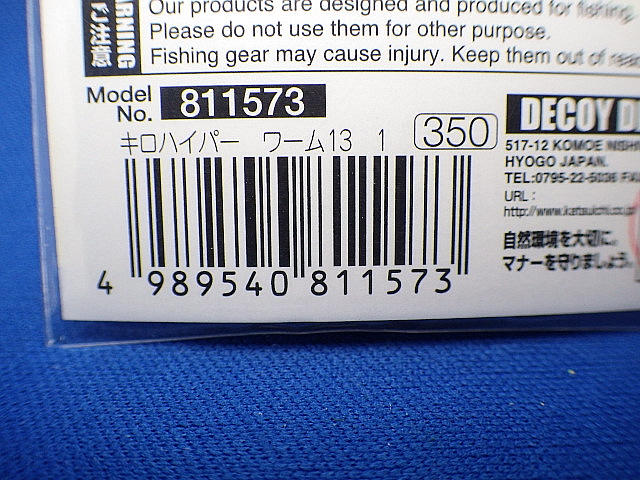 WARNING
注意
Our products are designed and produced for fishing.
Please do not use them for other purpose.
Fishing gear may cause injury. Keep them out of
Model No. 811573
キロハイパー ワーム13 1 350
4 989540 811573
DECOY
517-12 KOMOE
HYOGO JAPAN.
TEL:0795-22-5036
URL :
http://www.katsuichi.co.
自然環境を大切に。
マナーを守りましょう。